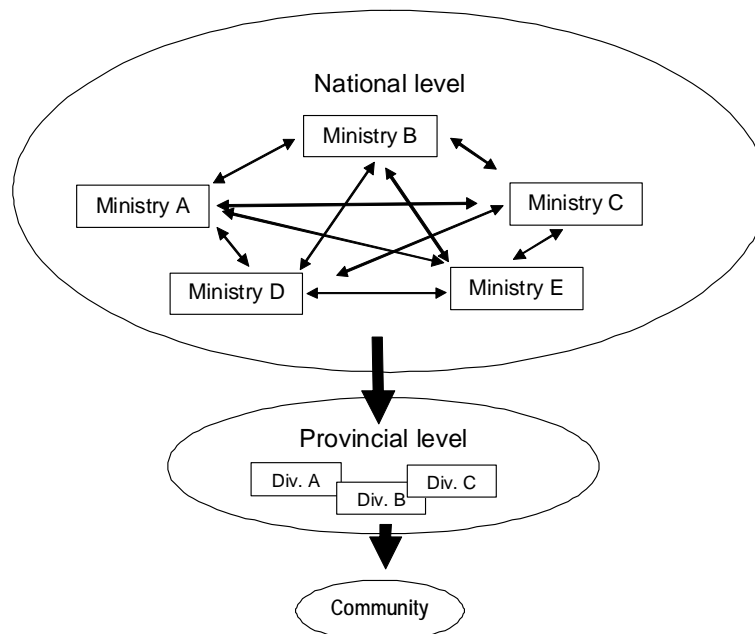 National level
Ministry B
Ministry A
Ministry C
Ministry D
Ministry E
Provincial level
Div. A
Div. C
Div. B
Community